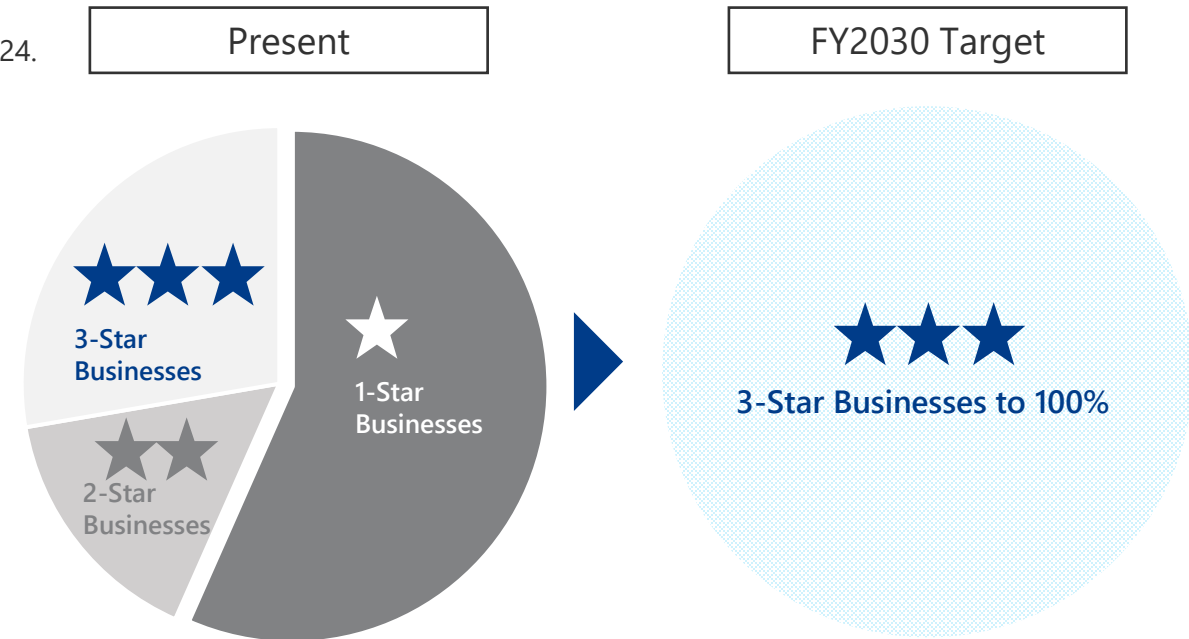 24.
Present
FY2030 Target
3-Star
Businesses
1-Star
Businesses
2-Star
Businesses
3-Star Businesses to 100%